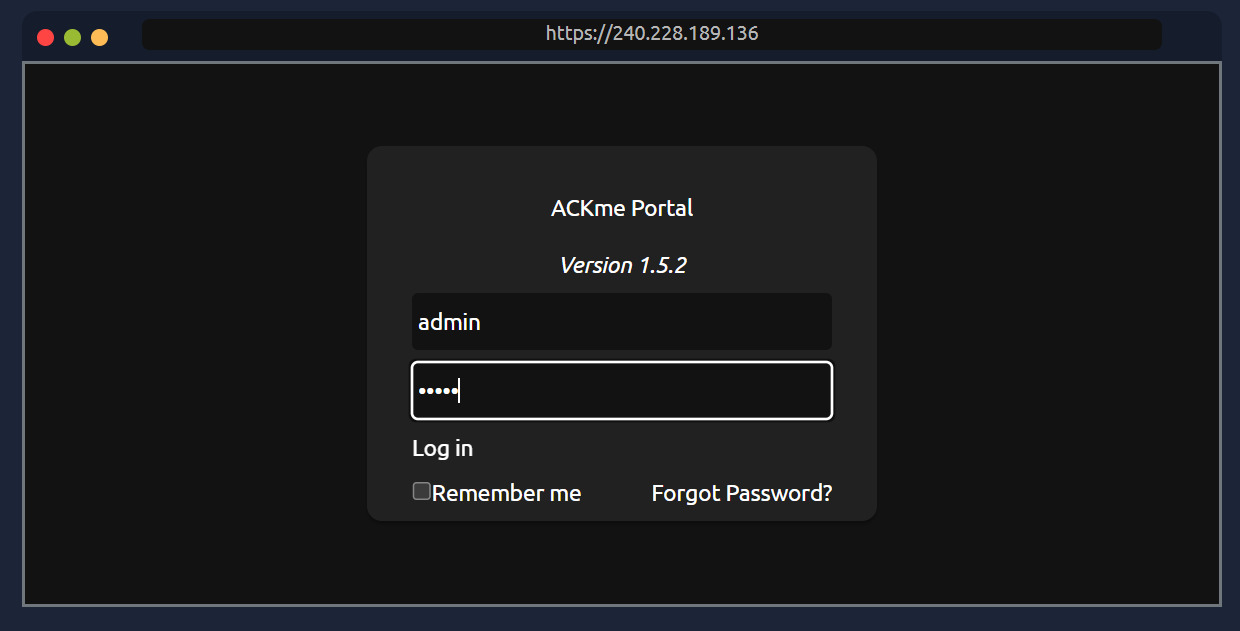 https://240.228.189.136
ACKme Portal
Version 1.5.2
admin
•••••
Log in
Remember me Forgot Password?